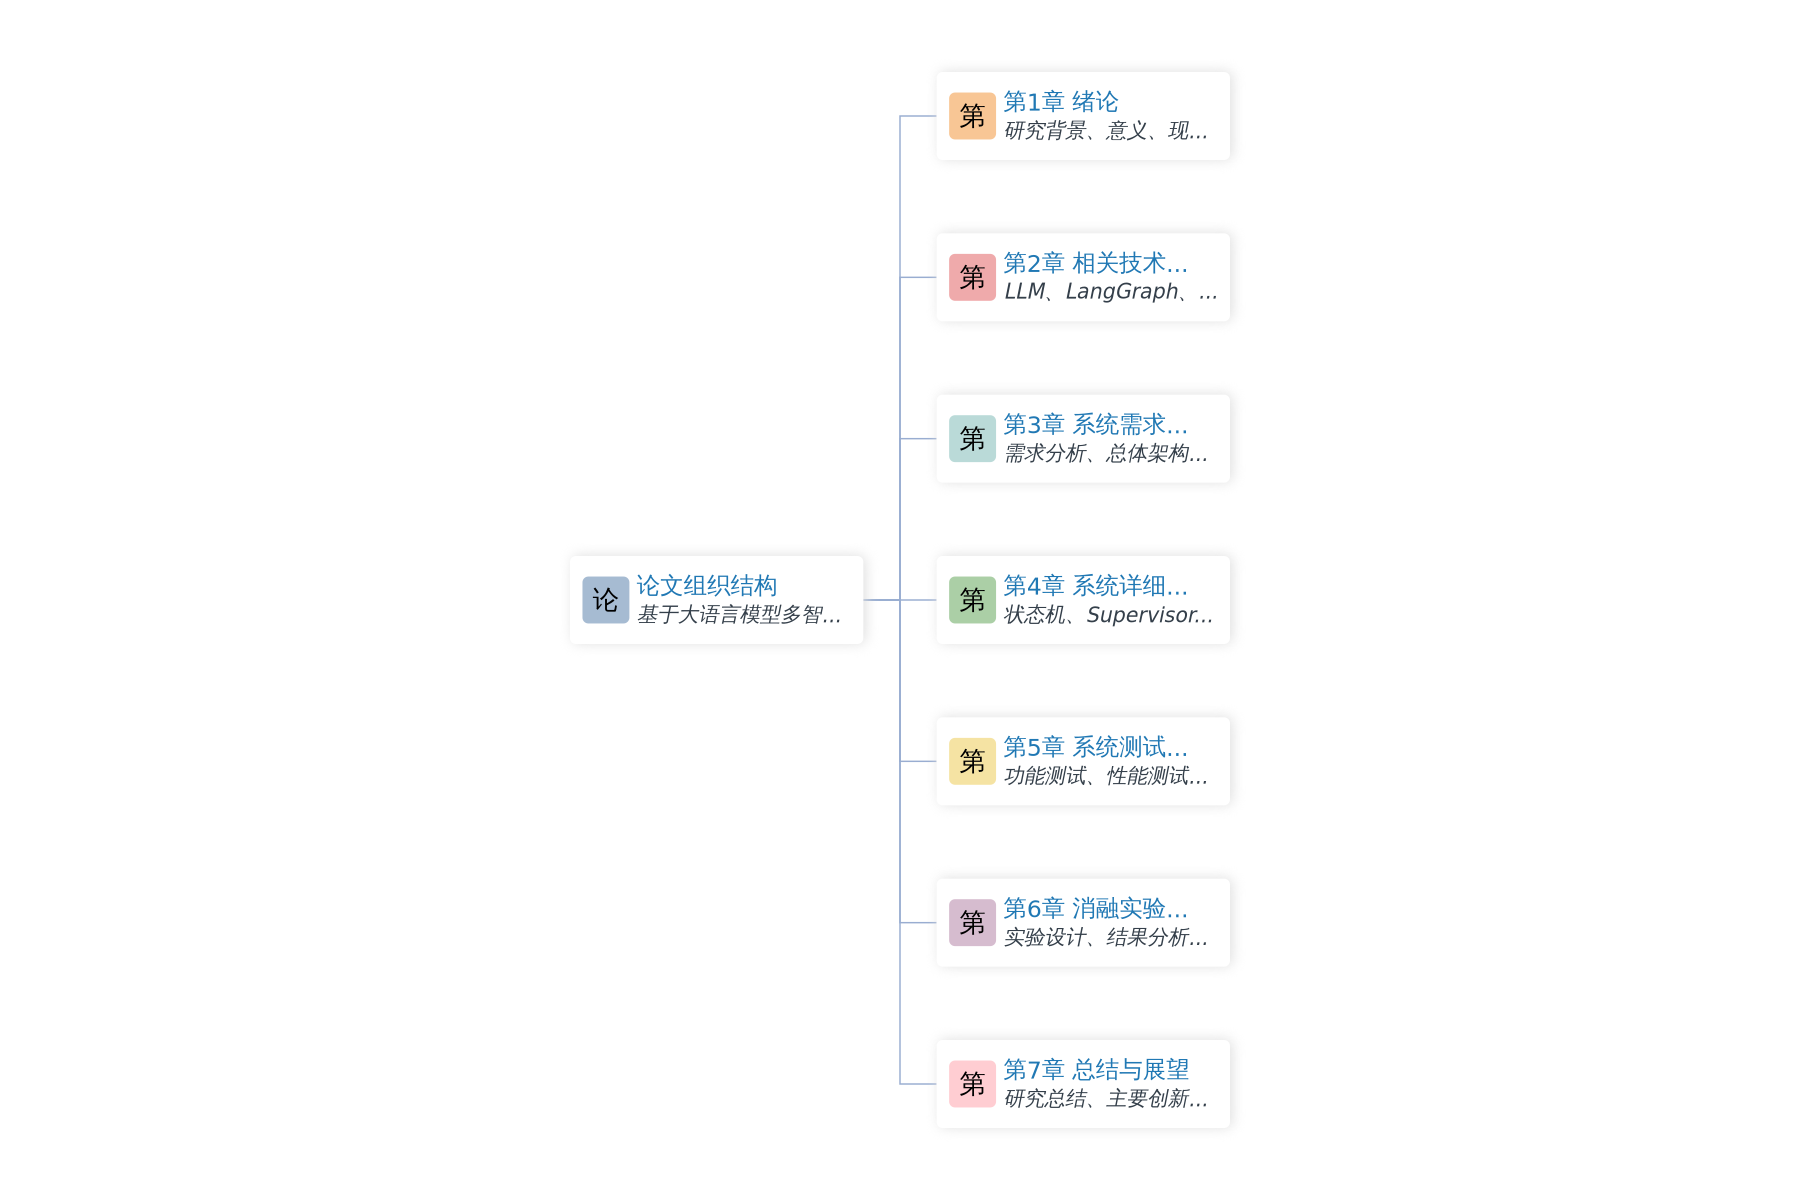 论
论文组织结构
基于大语言模型多智...
第
第1章 绪论
研究背景、意义、现...
第
第2章 相关技术...
LLM、LangGraph、...
第
第3章 系统需求...
需求分析、总体架构...
第
第4章 系统详细...
状态机、Supervisor...
第
第5章 系统测试...
功能测试、性能测试...
第
第6章 消融实验...
实验设计、结果分析...
第
第7章 总结与展望
研究总结、主要创新...